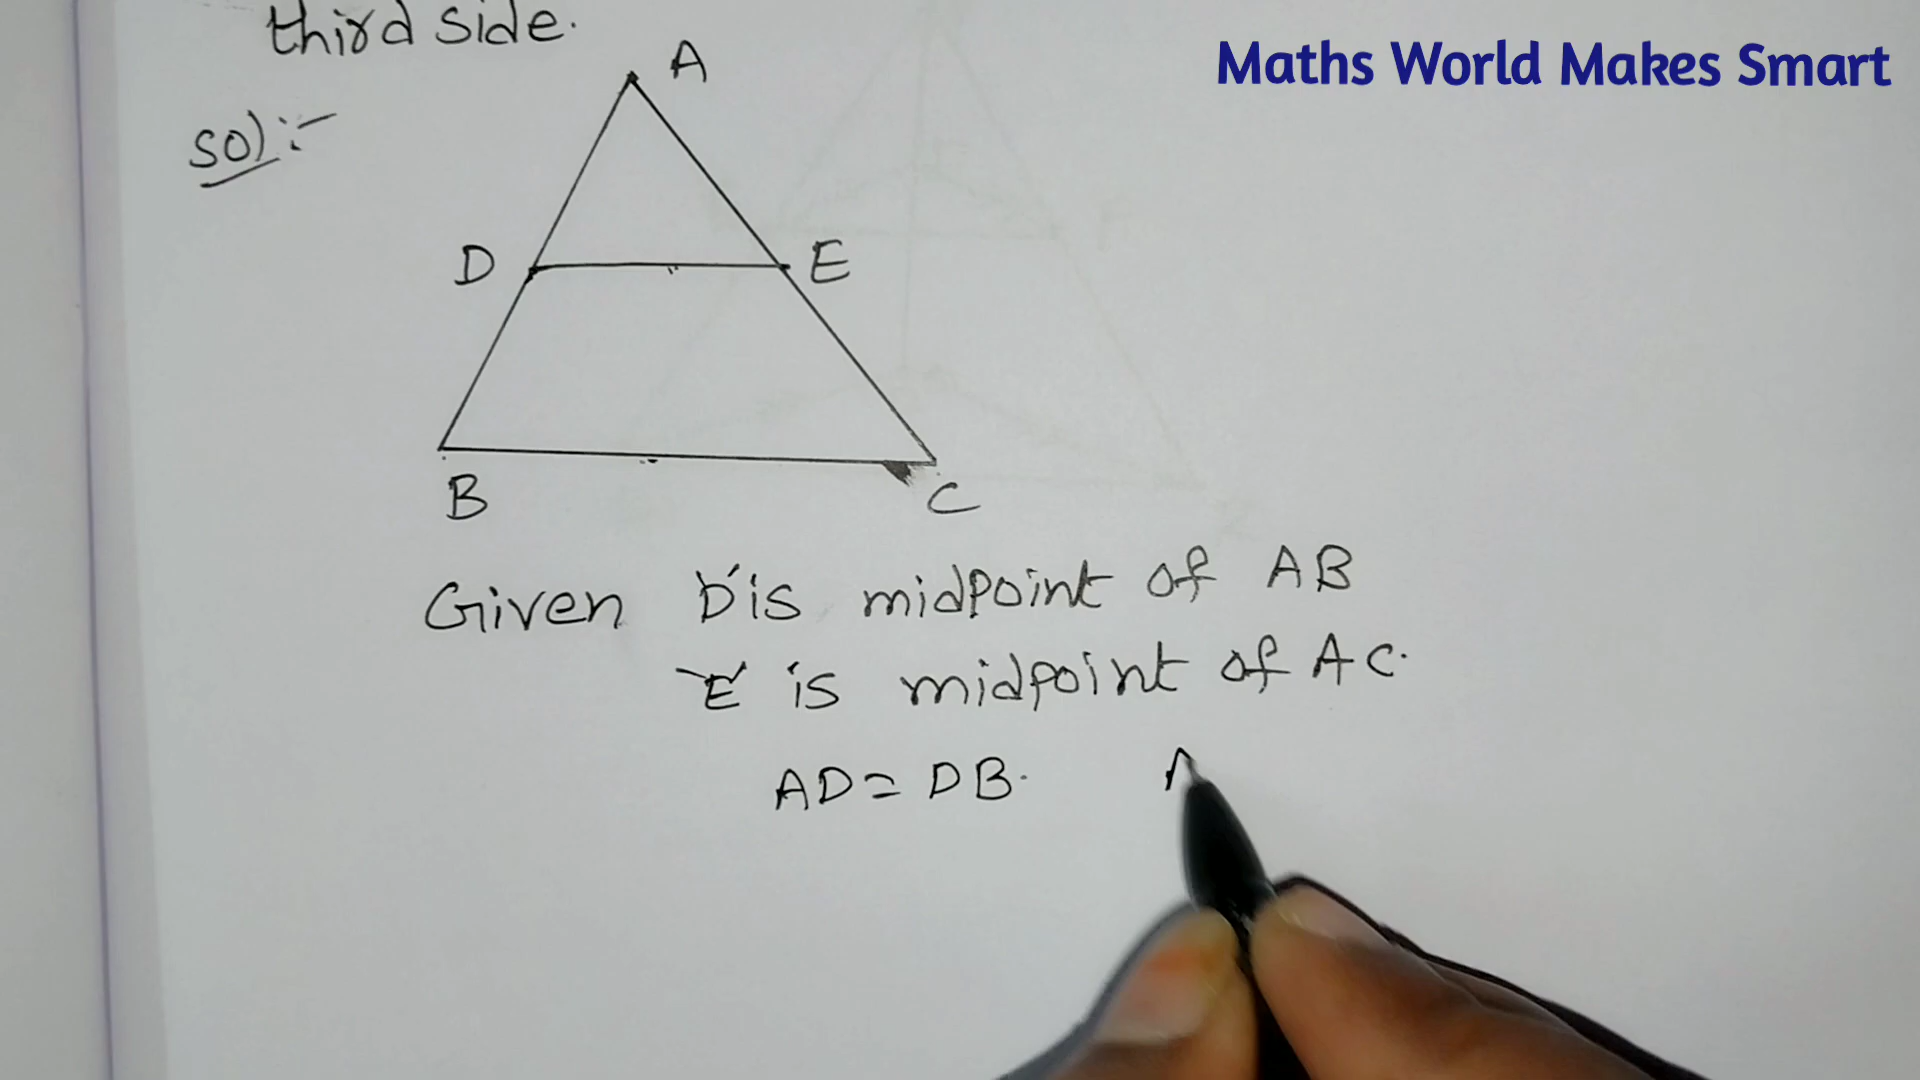 third side.
Maths World Makes Smart
A
Sol:-
D
E
B
C
Given 'D' is midpoint of AB
'E' is midpoint of AC.
AD = DB. A